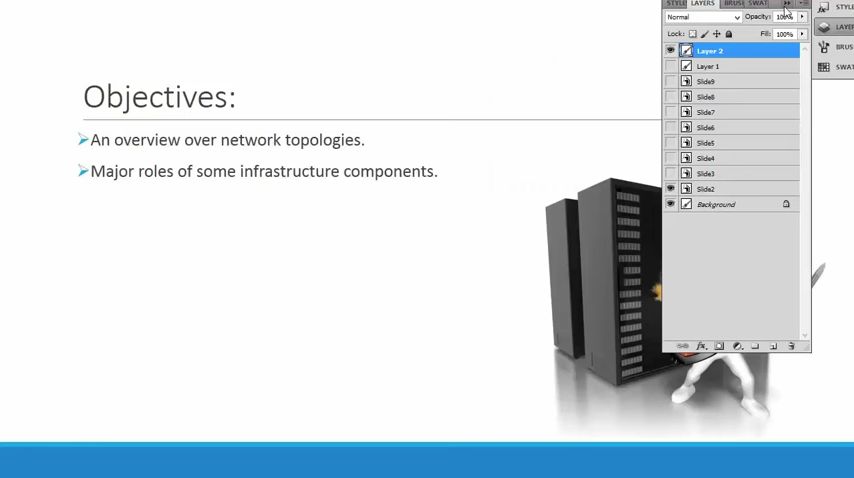 STYLE LAYERS BRUS SWAT
Normal Opacity: 100%
Lock: Fill: 100%
Layer 2
Layer 1
Slide9
Slide8
Slide7
Slide6
Slide5
Slide4
Slide3
Slide2
Background
STYLE
LAYER
BRUS
SWAT
Objectives:
An overview over network topologies.
Major roles of some infrastructure components.